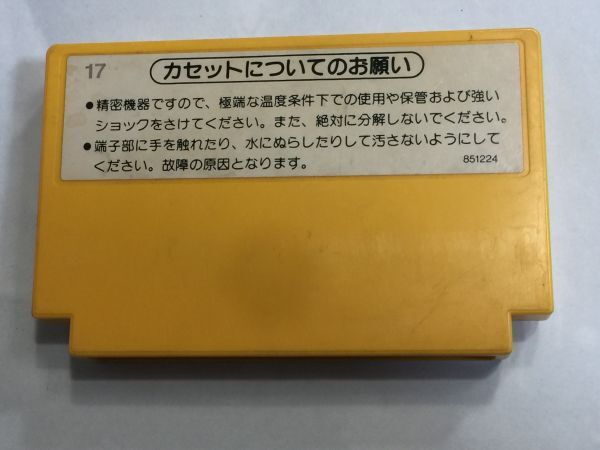 17
カセットについてのお願い
●精密機器ですので、極端な温度条件下での使用や保管および強い
ショックをさけてください。また、絶対に分解しないでください。
●端子部に手を触れたり、水にぬらしたりして汚さないようにして
ください。故障の原因となります。
851224